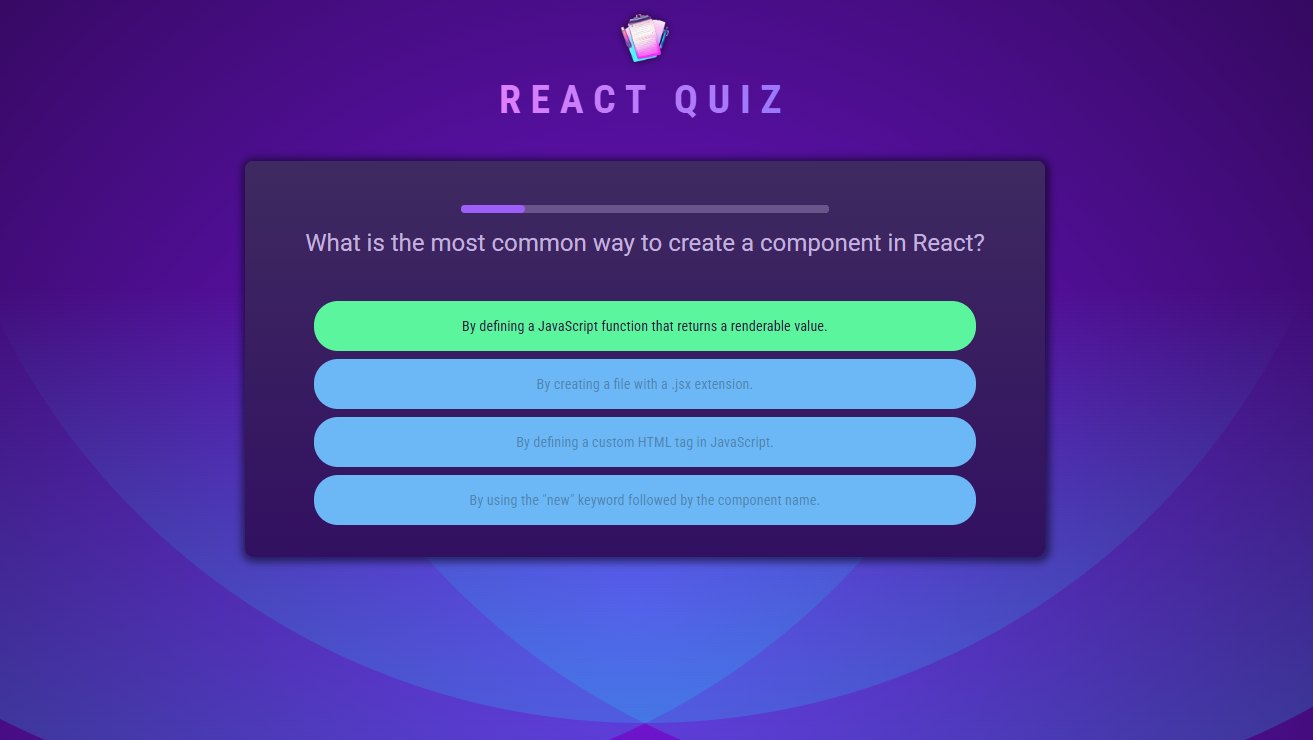 REACT QUIZ
What is the most common way to create a component in React?
By defining a JavaScript function that returns a renderable value.
By creating a file with a .jsx extension.
By defining a custom HTML tag in JavaScript.
By using the "new" keyword followed by the component name.